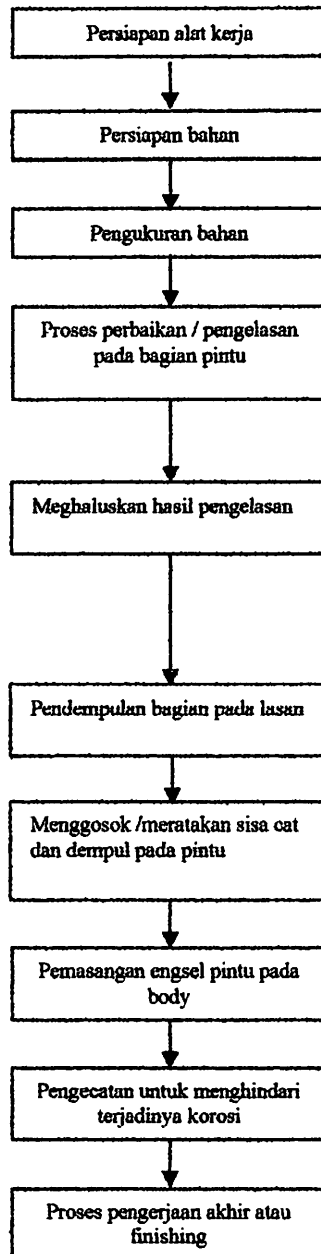 Persiapan alat kerja
Persiapan bahan
Pengukuran bahan
Proses perbaikan / pengelasan
pada bagian pintu
Meghaluskan hasil pengelasan
Pendempulan bagian pada lasan
Menggosok /meratakan sisa cat
dan dempul pada pintu
Pemasangan engsel pintu pada
body
Pengecatan untuk menghindari
terjadinya korosi
Proses pengerjaan akhir atau
finishing